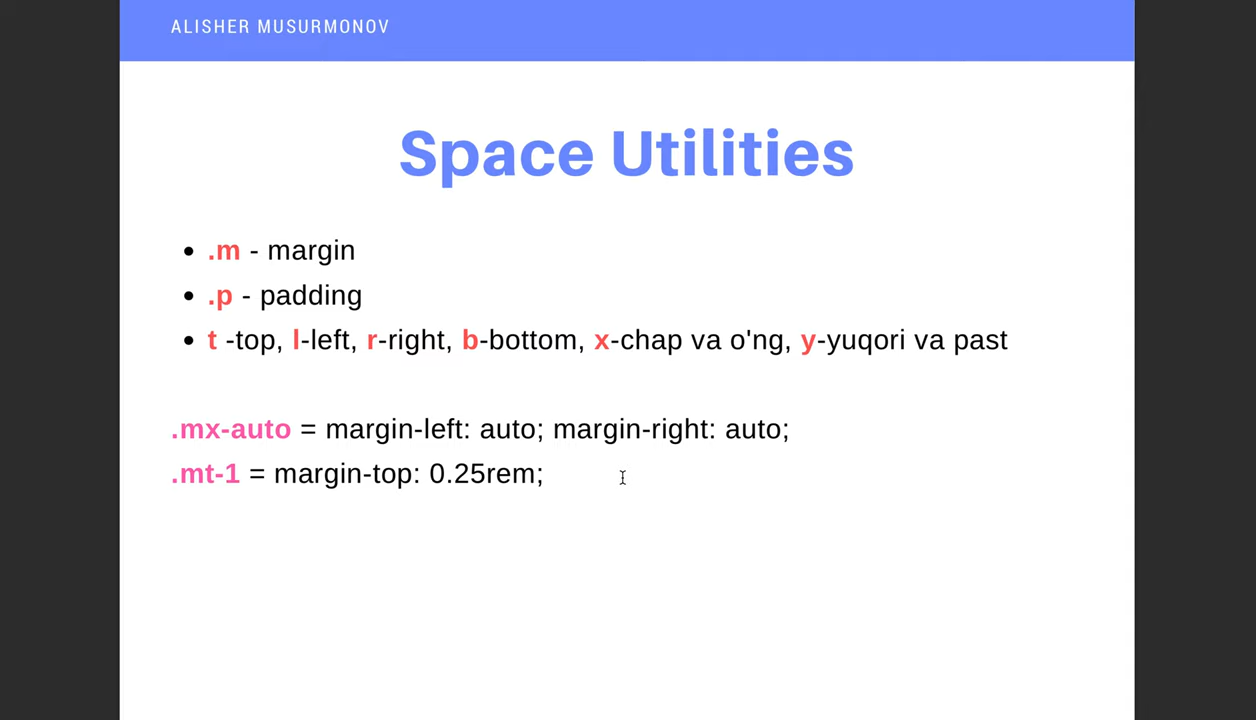 ALISHER MUSURMONOV
Space Utilities
.m - margin
.p - padding
t -top, l-left, r-right, b-bottom, x-chap va o'ng, y-yuqori va past
.mx-auto = margin-left: auto; margin-right: auto;
.mt-1 = margin-top: 0.25rem;